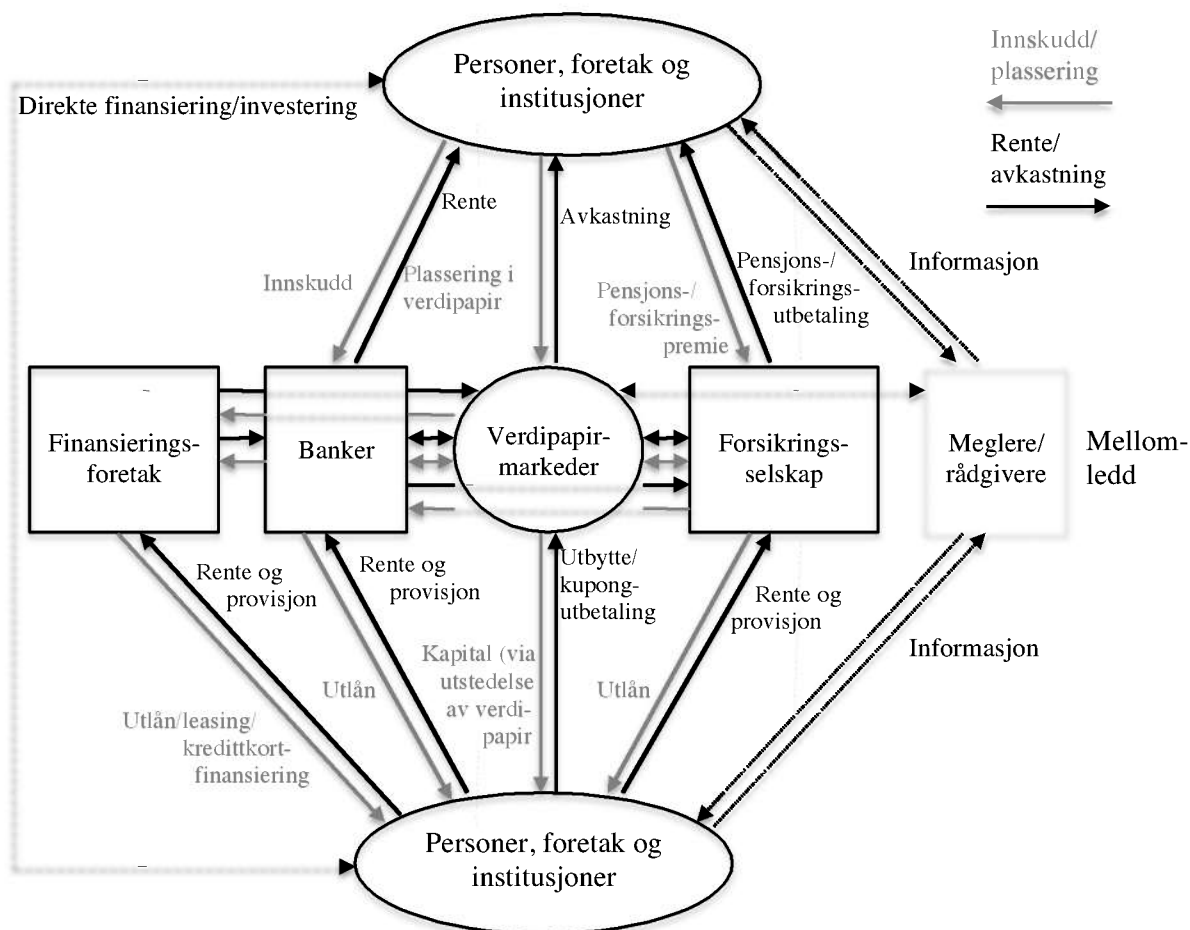 Personer, foretak og
institusjoner
Innskudd/
plassering
Direkte finansiering/investering
Rente/
avkastning
Rente
Avkastning
Innskudd
Plassering i
verdipapir
Pensjons-/
forsikrings-
premie
Pensjons-/
forsikrings-
utbetaling
Informasjon
Finansierings-
foretak
Banker
Verdipapir-
markeder
Forsikrings-
selskap
Meglere/
rådgivere
Mellom-
ledd
Rente og
provisjon
Rente og
provisjon
Utbytte/
kupong-
utbetaling
Rente og
provisjon
Informasjon
Utlån/leasing/
kredittkort-
finansiering
Utlån
Kapital (via
utstedelse
av verdi-
papir
Utlån
Personer, foretak og
institusjoner